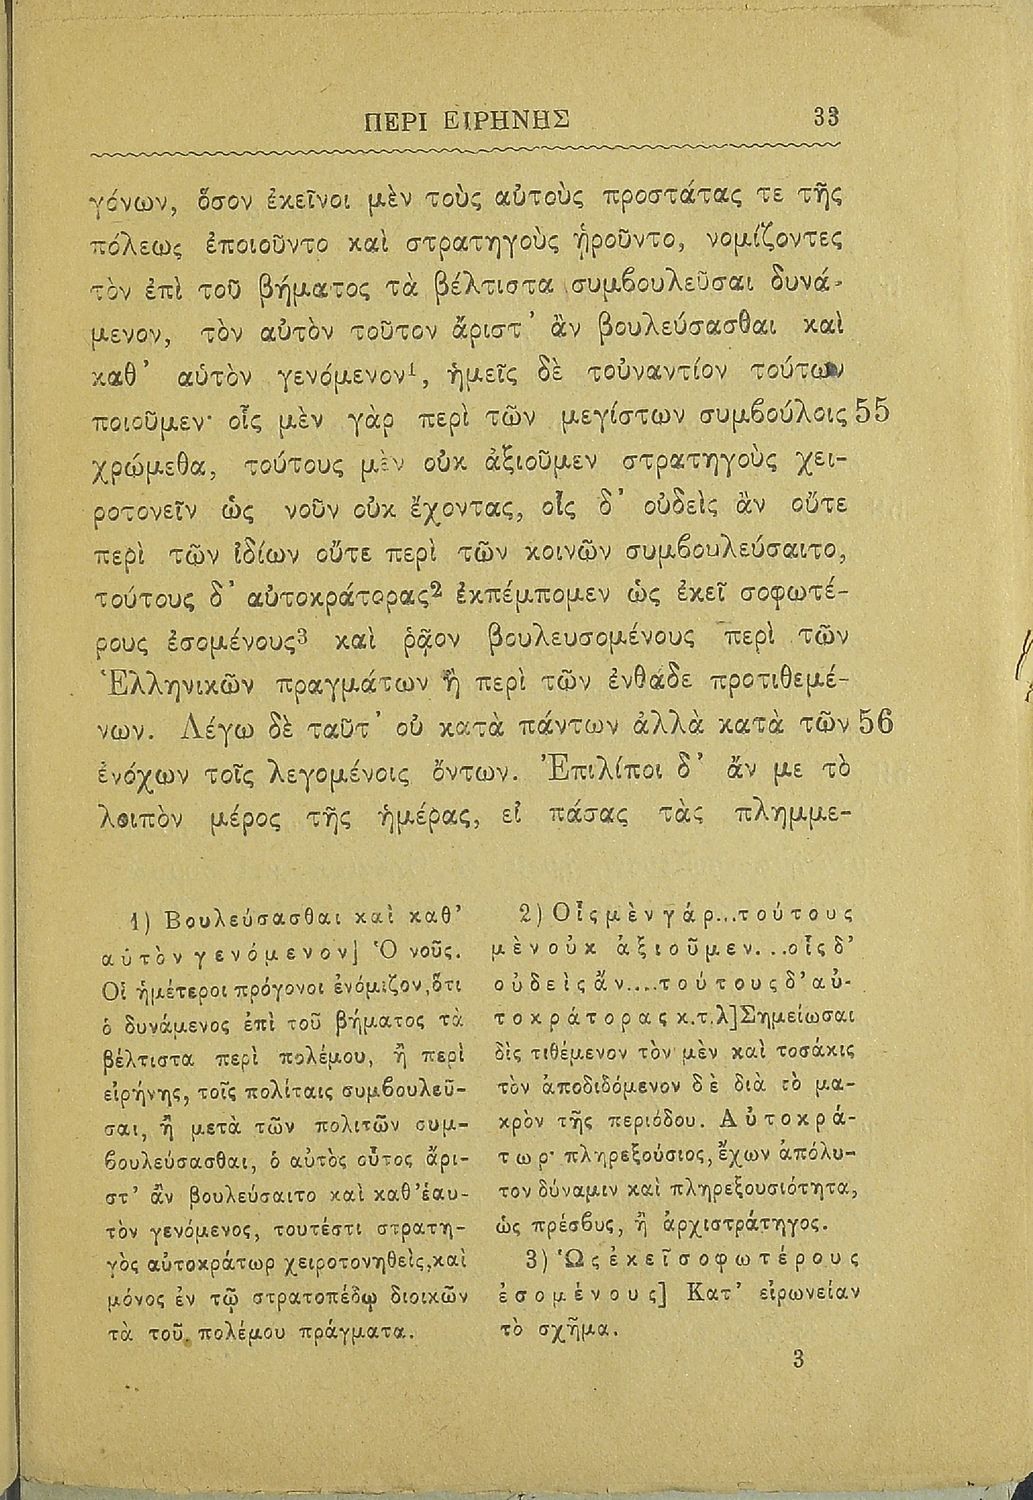 ΠΕΡΙ ΕΙΡΗΝΗΣ 33
γόνων, ὅσον ἐκεῖνοι μὲν τοὺς αὐτοὺς προστάτας τε τῆς
πόλεως ἐποιοῦντο καὶ στρατηγοὺς ᾑροῦντο, νομίζοντες
τὸν ἐπὶ τοῦ βήματος τὰ βέλτιστα συμβουλεῦσαι δυνά-
μενον, τὸν αὐτὸν τοῦτον ἄριστ’ ἂν βουλεύσασθαι καὶ
καθ’ αὑτὸν γενόμενον¹, ἡμεῖς δὲ τοὐναντίον τούτων
ποιοῦμεν· οἷς μὲν γὰρ περὶ τῶν μεγίστων συμβούλοις 55
χρώμεθα, τούτους μὲν οὐκ ἀξιοῦμεν στρατηγοὺς χει-
ροτονεῖν ὡς νοῦν οὐκ ἔχοντας, οἷς δ’ οὐδεὶς ἂν οὔτε
περὶ τῶν ἰδίων οὔτε περὶ τῶν κοινῶν συμβουλεύσαιτο,
τούτους δ’ αὐτοκράτορας² ἐκπέμπομεν ὡς ἐκεῖ σοφωτέ-
ρους ἐσομένους³ καὶ ῥᾷον βουλευσομένους περὶ τῶν
Ἑλληνικῶν πραγμάτων ἢ περὶ τῶν ἐνθάδε προτιθεμέ-
νων. Λέγω δὲ ταῦτ’ οὐ κατὰ πάντων ἀλλὰ κατὰ τῶν 56
ἐνόχων τοῖς λεγομένοις ὄντων. Ἐπιλίποι δ’ ἄν με τὸ
λοιπὸν μέρος τῆς ἡμέρας, εἰ πάσας τὰς πλημμε-
1) Βουλεύσασθαι καὶ καθ’
αὑτὸν γενόμενον] Ὁ νοῦς.
Οἱ ἡμέτεροι πρόγονοι ἐνόμιζον, ὅτι
ὁ δυνάμενος ἐπὶ τοῦ βήματος τὰ
βέλτιστα περὶ πολέμου, ἢ περὶ
εἰρήνης, τοῖς πολίταις συμβουλεῦ-
σαι, ἢ μετὰ τῶν πολιτῶν συμ-
βουλεύσασθαι, ὁ αὐτὸς οὗτος ἄρι-
στ’ ἂν βουλεύσαιτο καὶ καθ’ ἑαυ-
τὸν γενόμενος, τουτέστι στρατη-
γὸς αὐτοκράτωρ χειροτονηθεὶς, καὶ
μόνος ἐν τῷ στρατοπέδῳ διοικῶν
τὰ τοῦ πολέμου πράγματα.
2) Οἷς μὲν γάρ...τούτους
μὲν οὐκ ἀξιοῦμεν...οἷς δ’
οὐδεὶς ἄν....τούτους δ’ αὐ-
τοκράτορας κ.τ.λ] Σημείωσαι
δὶς τιθέμενον τὸν μὲν καὶ τοσάκις
τὸν ἀποδιδόμενον δὲ διὰ τὸ μα-
κρὸν τῆς περιόδου. Αὐτοκρά-
τωρ· πληρεξούσιος, ἔχων ἀπόλυ-
τον δύναμιν καὶ πληρεξουσιότητα,
ὡς πρέσβυς, ἢ ἀρχιστράτηγος.
3) Ὡς ἐκεῖ σοφωτέρους
ἐσομένους] Κατ’ εἰρωνείαν
τὸ σχῆμα.
3